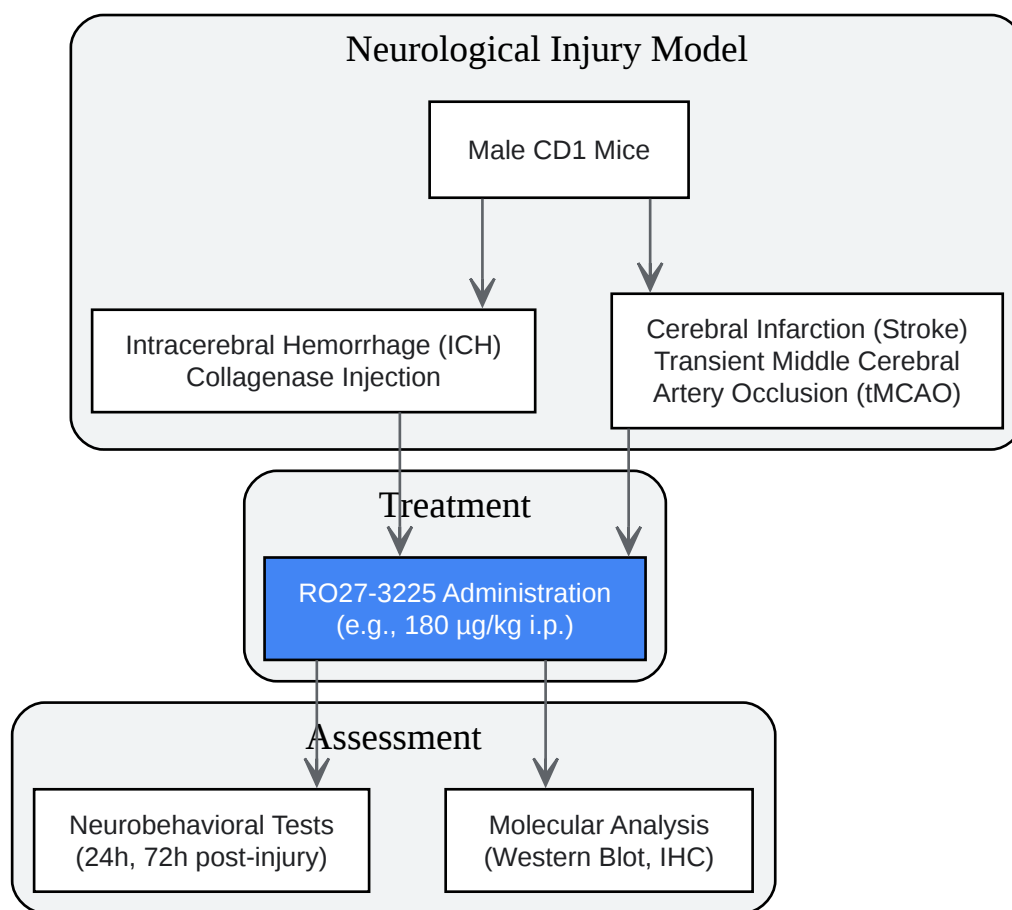 Neurological Injury Model
Male CD1 Mice
Intracerebral Hemorrhage (ICH)
Collagenase Injection
Cerebral Infarction (Stroke)
Transient Middle Cerebral
Artery Occlusion (tMCAO)
Treatment
RO27-3225 Administration
(e.g., 180 µg/kg i.p.)
Assessment
Neurobehavioral Tests
(24h, 72h post-injury)
Molecular Analysis
(Western Blot, IHC)